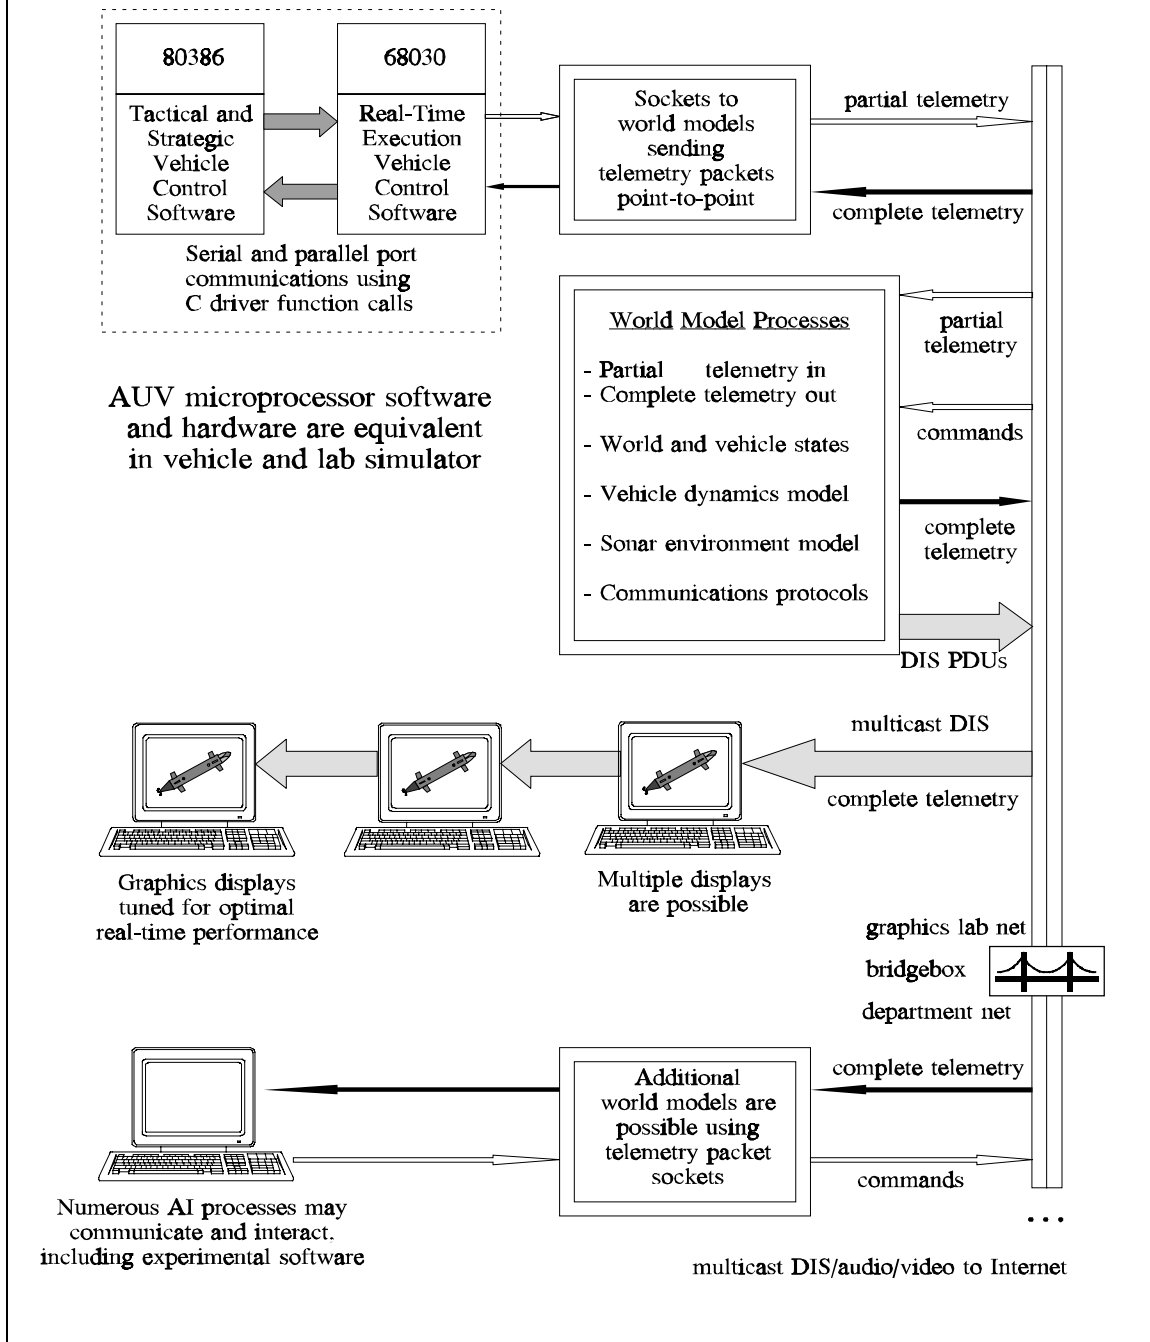 80386
68030
Tactical and
Strategic
Vehicle
Control
Software
Real-Time
Execution
Vehicle
Control
Software
Serial and parallel port
communications using
C driver function calls
Sockets to
world models
sending
telemetry packets
point-to-point
partial telemetry
complete telemetry
AUV microprocessor software
and hardware are equivalent
in vehicle and lab simulator
World Model Processes
- Partial telemetry in
- Complete telemetry out
- World and vehicle states
- Vehicle dynamics model
- Sonar environment model
- Communications protocols
partial
telemetry
commands
complete
telemetry
DIS PDUs
multicast DIS
complete telemetry
Graphics displays
tuned for optimal
real-time performance
Multiple displays
are possible
graphics lab net
bridgebox
department net
Additional
world models are
possible using
telemetry packet
sockets
complete telemetry
commands
Numerous AI processes may
communicate and interact,
including experimental software
...
multicast DIS/audio/video to Internet